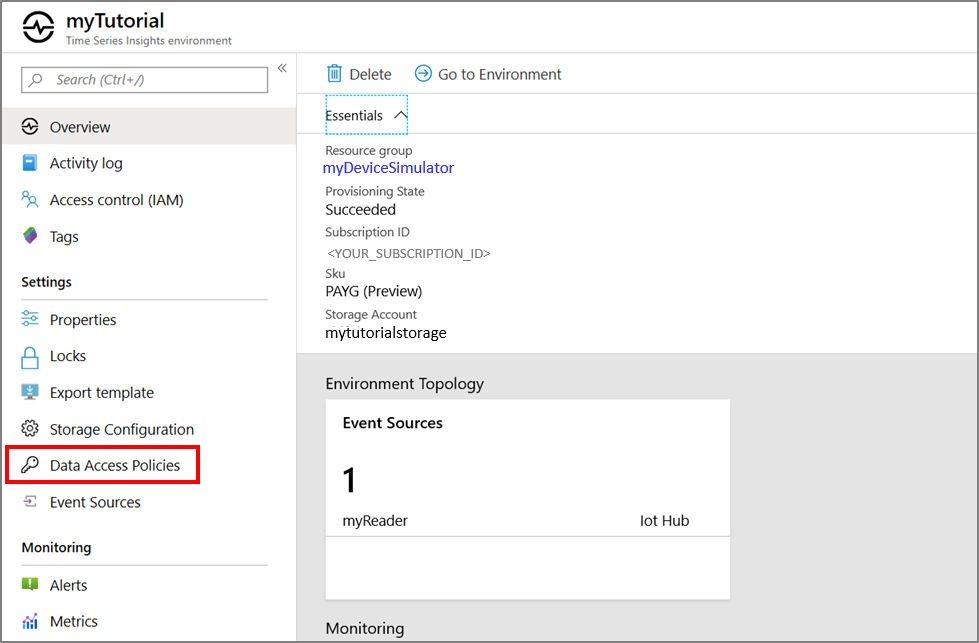 myTutorial
Time Series Insights environment
Search (Ctrl+/)
«
Overview
Activity log
Access control (IAM)
Tags
Settings
Properties
Locks
Export template
Storage Configuration
Data Access Policies
Event Sources
Monitoring
Alerts
Metrics
Delete
Go to Environment
Essentials
Resource group
myDeviceSimulator
Provisioning State
Succeeded
Subscription ID
<YOUR_SUBSCRIPTION_ID>
Sku
PAYG (Preview)
Storage Account
mytutorialstorage
Environment Topology
Event Sources
1
myReader Iot Hub
Monitoring